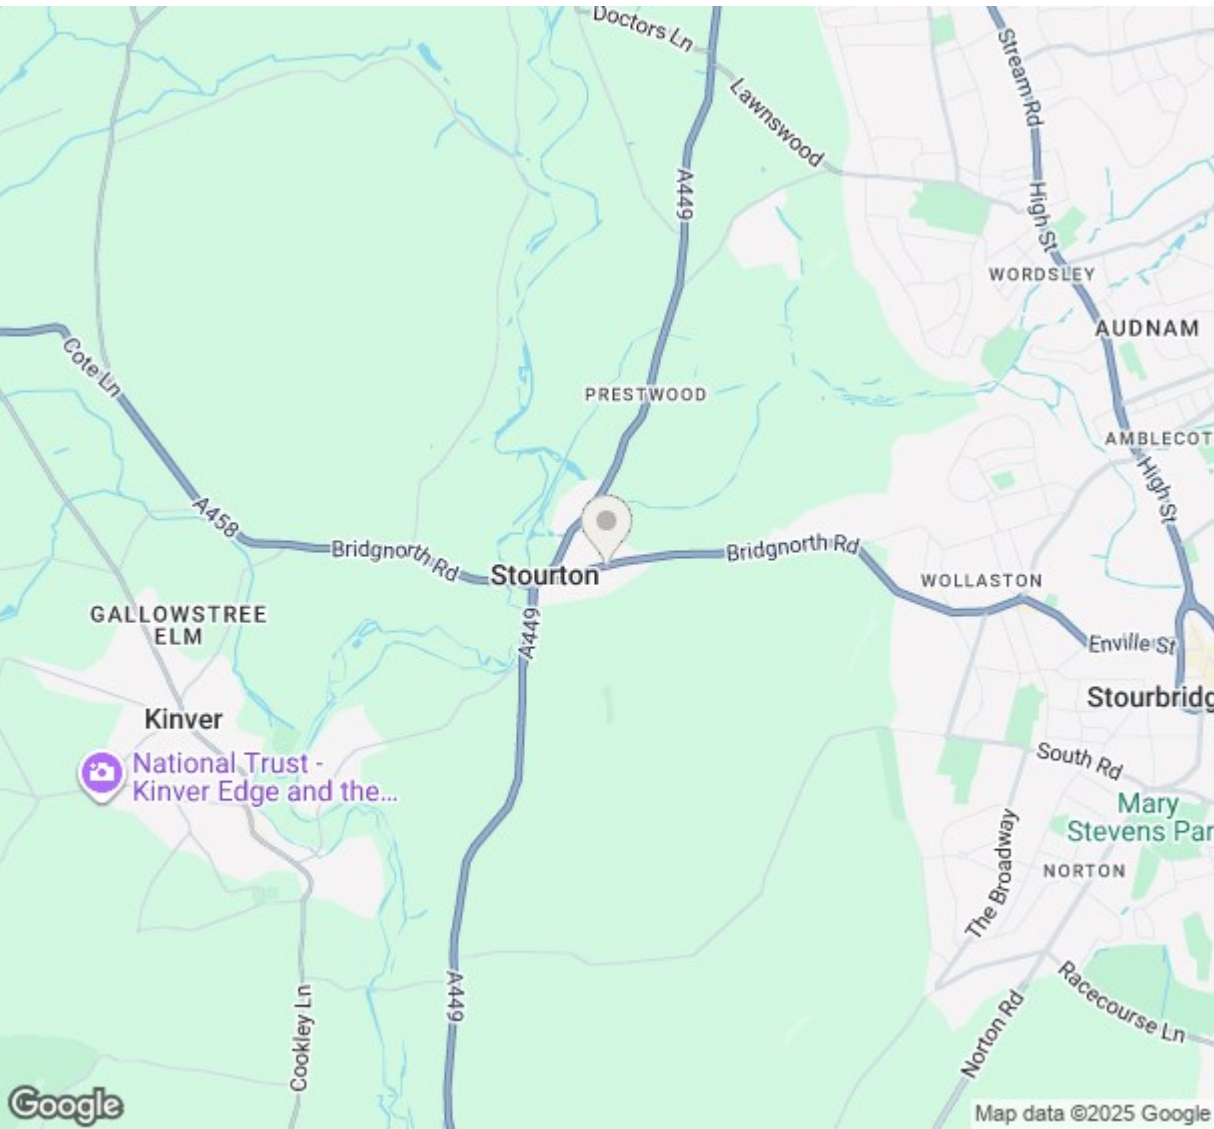 Doctors Ln
Stream Rd
Lawnswood
A449
High St
WORDSLEY
AUDNAM
Cote Ln
PRESTWOOD
AMBLECOT
High St
A458
Bridgnorth Rd
Bridgnorth Rd
Stourton
WOLLASTON
GALLOWSTREE
ELM
A449
Enville St
Stourbridg
Kinver
National Trust -
Kinver Edge and the...
South Rd
Mary
Stevens Par
The Broadway
NORTON
A449
Cookley Ln
Racecourse Ln
Norton Rd
Google
Map data ©2025 Google